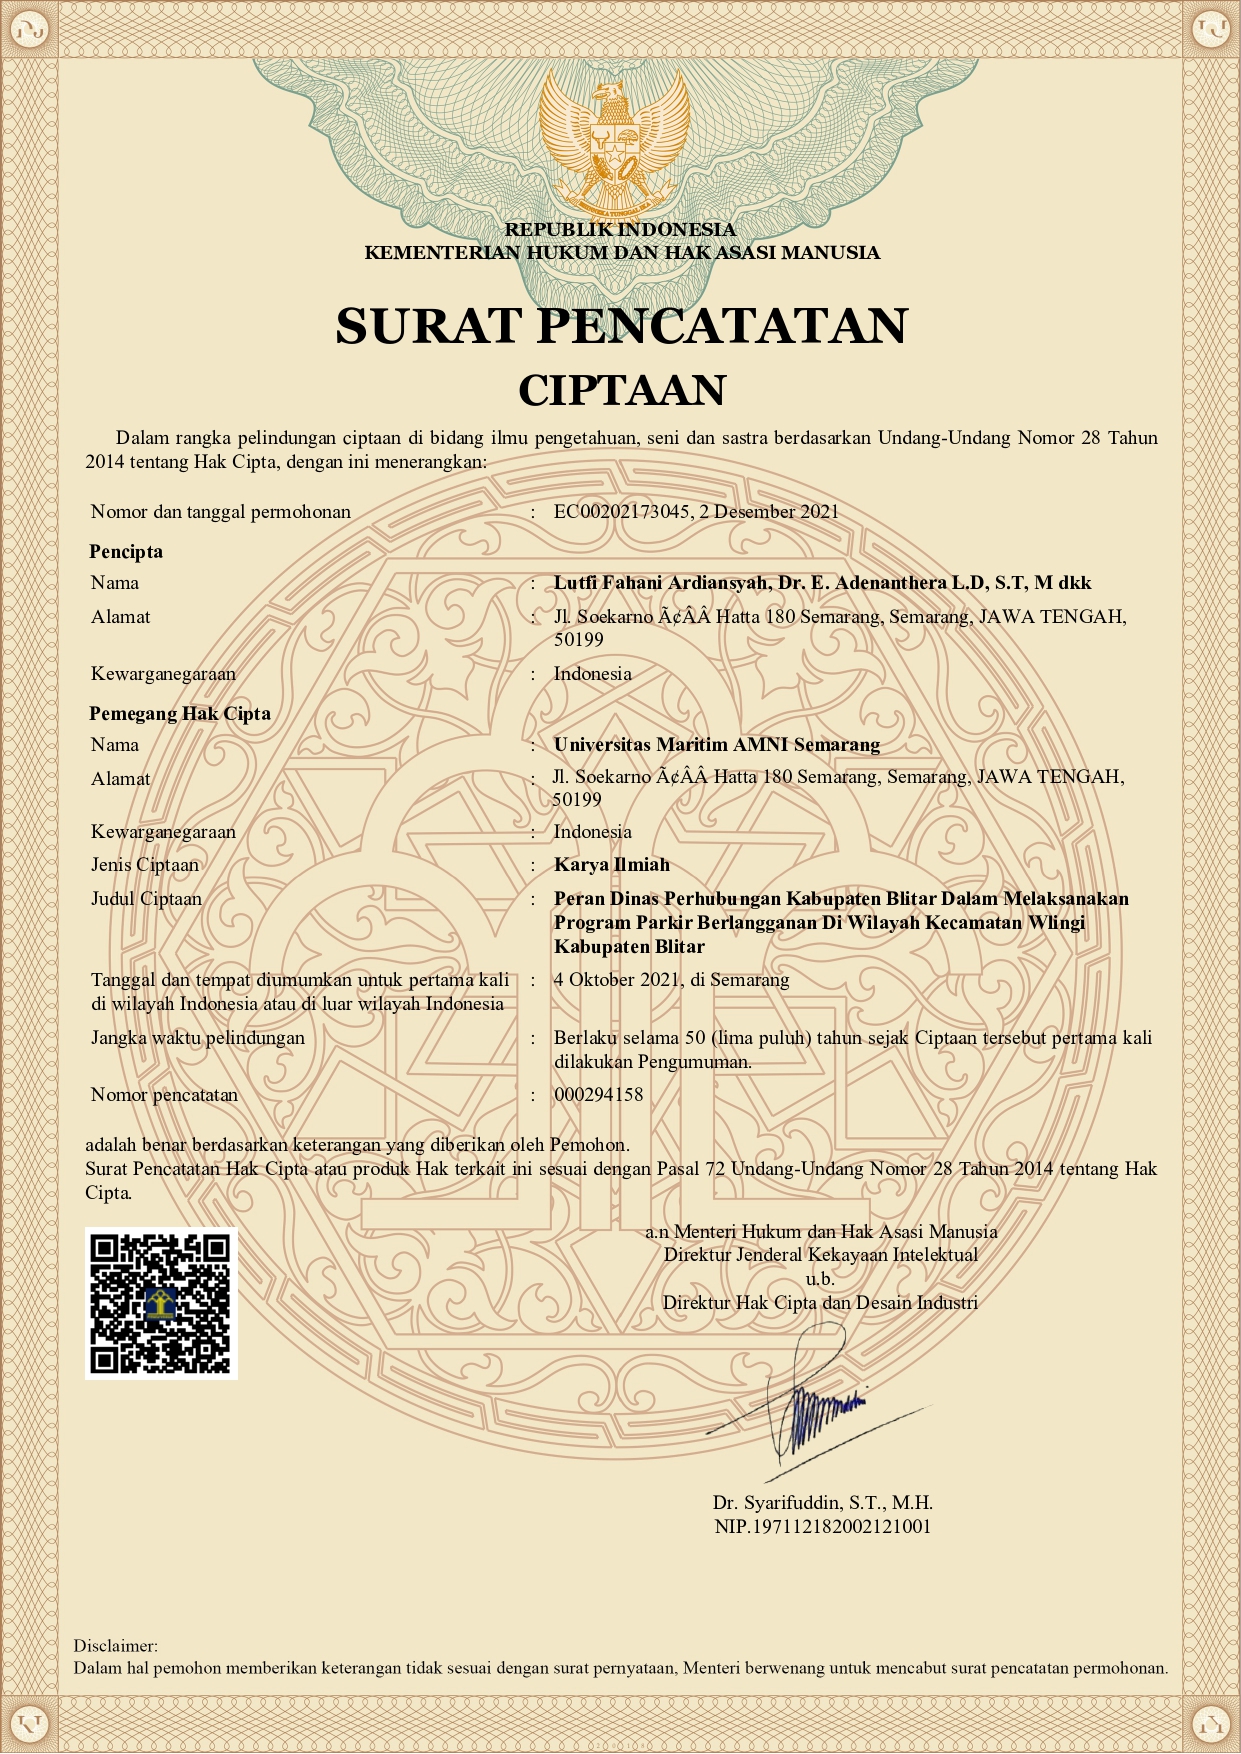 REPUBLIK INDONESIA
KEMENTERIAN HUKUM DAN HAK ASASI MANUSIA
SURAT PENCATATAN
CIPTAAN
Dalam rangka pelindungan ciptaan di bidang ilmu pengetahuan, seni dan sastra berdasarkan Undang-Undang Nomor 28 Tahun
2014 tentang Hak Cipta, dengan ini menerangkan:
Nomor dan tanggal permohonan : EC00202173045, 2 Desember 2021
Pencipta
Nama : Lutfi Fahani Ardiansyah, Dr. E. Adenanthera L.D, S.T, M dkk
Alamat : Jl. Soekarno Ã¢ÂÂ Hatta 180 Semarang, Semarang, JAWA TENGAH,
50199
Kewarganegaraan : Indonesia
Pemegang Hak Cipta
Nama : Universitas Maritim AMNI Semarang
Alamat : Jl. Soekarno Ã¢ÂÂ Hatta 180 Semarang, Semarang, JAWA TENGAH,
50199
Kewarganegaraan : Indonesia
Jenis Ciptaan : Karya Ilmiah
Judul Ciptaan : Peran Dinas Perhubungan Kabupaten Blitar Dalam Melaksanakan
Program Parkir Berlangganan Di Wilayah Kecamatan Wlingi
Kabupaten Blitar
Tanggal dan tempat diumumkan untuk pertama kali : 4 Oktober 2021, di Semarang
di wilayah Indonesia atau di luar wilayah Indonesia
Jangka waktu pelindungan : Berlaku selama 50 (lima puluh) tahun sejak Ciptaan tersebut pertama kali
dilakukan Pengumuman.
Nomor pencatatan : 000294158
adalah benar berdasarkan keterangan yang diberikan oleh Pemohon.
Surat Pencatatan Hak Cipta atau produk Hak terkait ini sesuai dengan Pasal 72 Undang-Undang Nomor 28 Tahun 2014 tentang Hak
Cipta.
a.n Menteri Hukum dan Hak Asasi Manusia
Direktur Jenderal Kekayaan Intelektual
u.b.
Direktur Hak Cipta dan Desain Industri
Dr. Syarifuddin, S.T., M.H.
NIP.197112182002121001
Disclaimer:
Dalam hal pemohon memberikan keterangan tidak sesuai dengan surat pernyataan, Menteri berwenang untuk mencabut surat pencatatan permohonan.